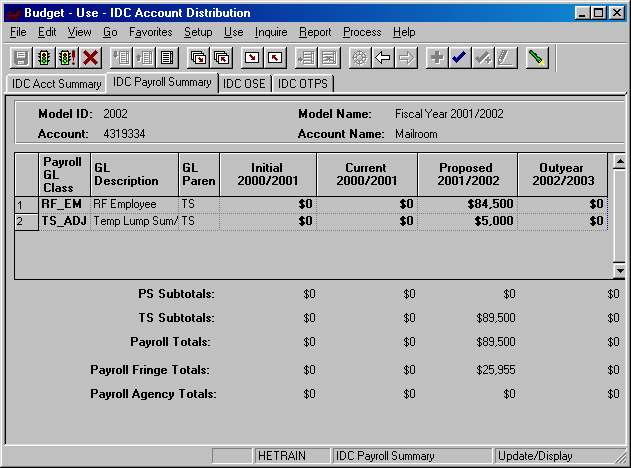 Budget - Use - IDC Account Distribution
File Edit View Go Favorites Setup Use Inquire Report Process Help
IDC Acct Summary IDC Payroll Summary IDC OSE IDC OTPS
Model ID: 2002 Model Name: Fiscal Year 2001/2002
Account: 4319334 Account Name: Mailroom
Payroll GL Class GL Description GL Paren Initial 2000/2001 Current 2000/2001 Proposed 2001/2002 Outyear 2002/2003
1 RF_EM RF Employee TS $0 $0 $84,500 $0
2 TS_ADJ Temp Lump Sum/ TS $0 $0 $5,000 $0
PS Subtotals: $0 $0 $0 $0
TS Subtotals: $0 $0 $89,500 $0
Payroll Totals: $0 $0 $89,500 $0
Payroll Fringe Totals: $0 $0 $25,955 $0
Payroll Agency Totals: $0 $0 $0 $0
HETRAIN IDC Payroll Summary Update/Display